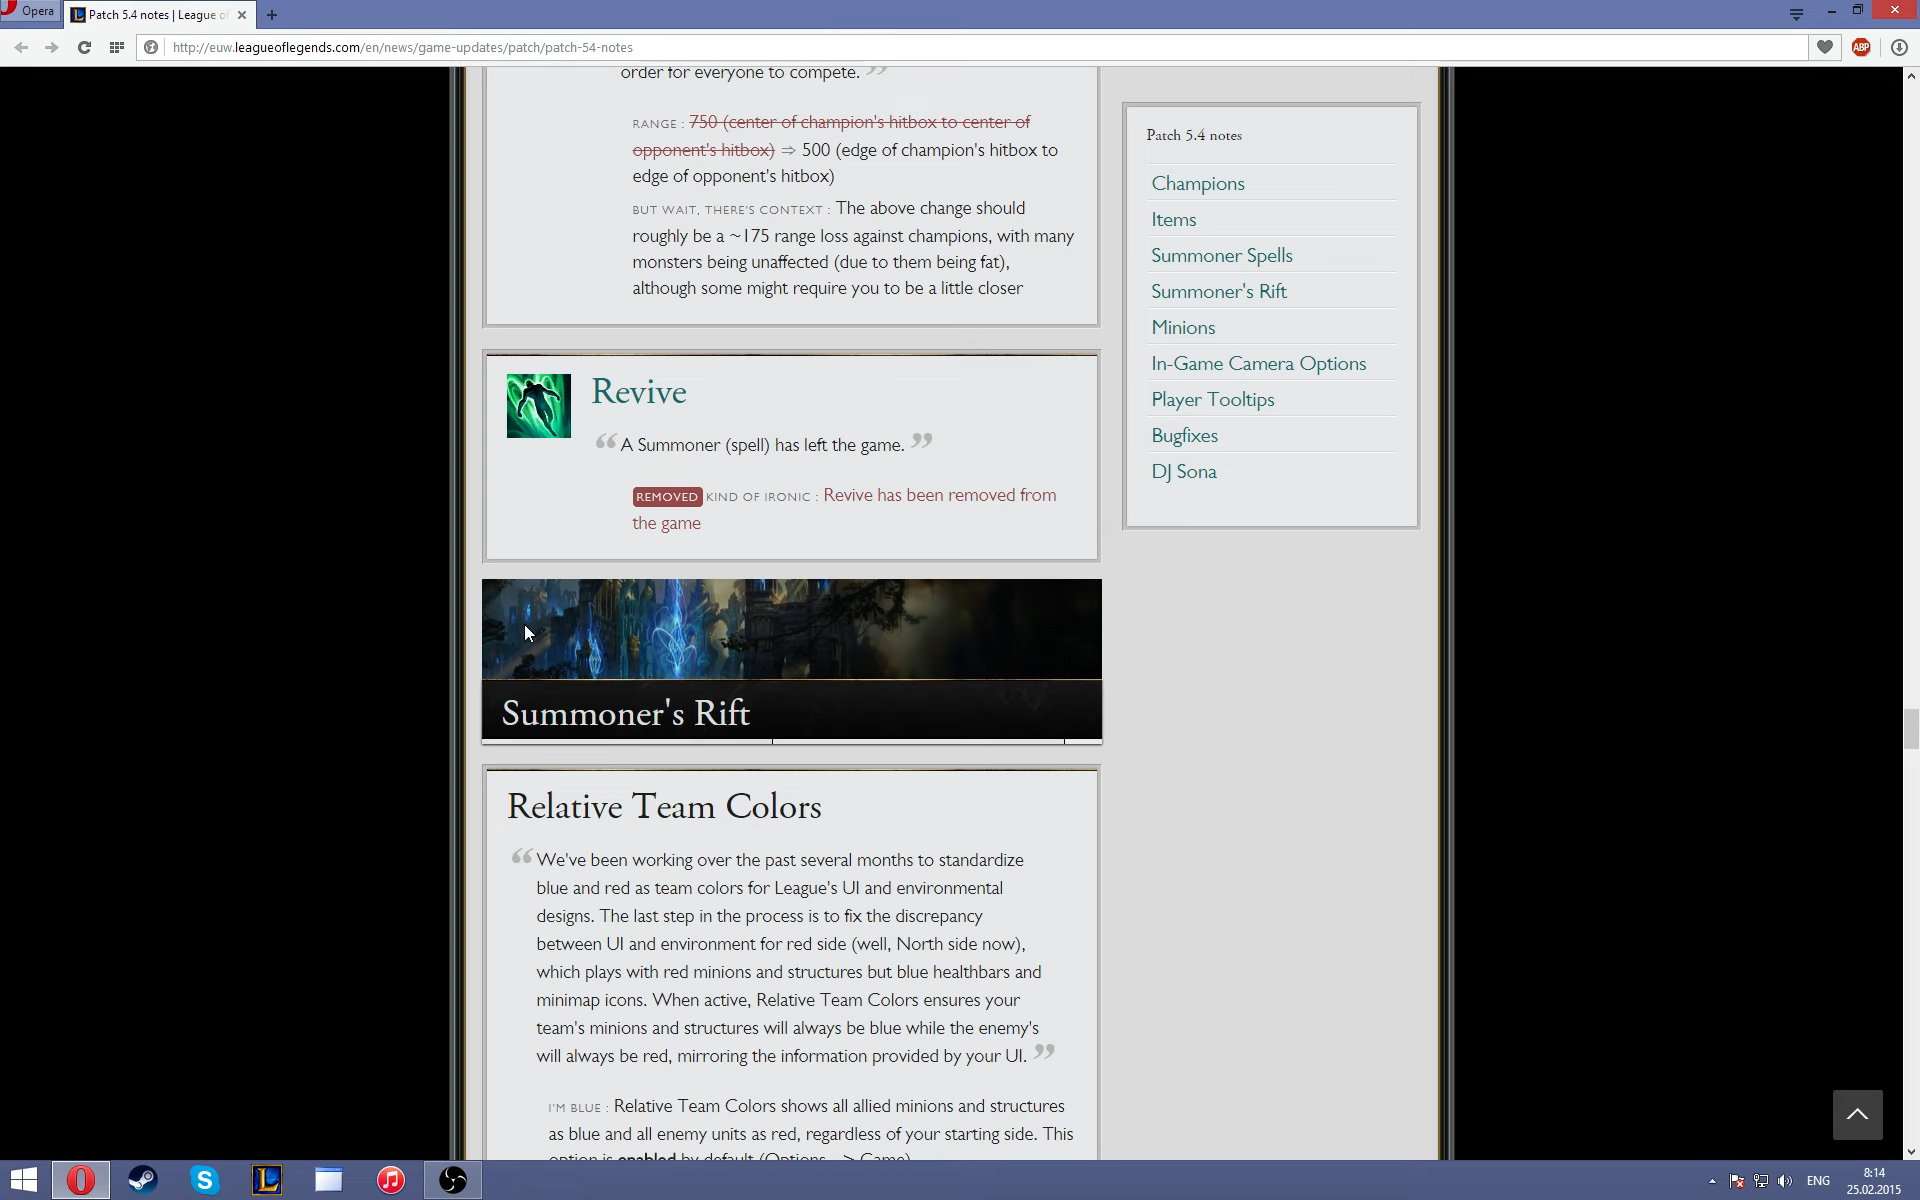 Opera
Patch 5.4 notes | League of
http://euw.leagueoflegends.com/en/news/game-updates/patch/patch-54-notes
ABP
order for everyone to compete. ”
RANGE : 750 (center of champion's hitbox to center of
opponent's hitbox) ⇒ 500 (edge of champion's hitbox to
edge of opponent's hitbox)
BUT WAIT, THERE'S CONTEXT : The above change should
roughly be a ~175 range loss against champions, with many
monsters being unaffected (due to them being fat),
although some might require you to be a little closer
Revive
“ A Summoner (spell) has left the game. ”
REMOVED KIND OF IRONIC : Revive has been removed from
the game
Summoner's Rift
Relative Team Colors
“ We've been working over the past several months to standardize
blue and red as team colors for League's UI and environmental
designs. The last step in the process is to fix the discrepancy
between UI and environment for red side (well, North side now),
which plays with red minions and structures but blue healthbars and
minimap icons. When active, Relative Team Colors ensures your
team's minions and structures will always be blue while the enemy's
will always be red, mirroring the information provided by your UI. ”
I'M BLUE : Relative Team Colors shows all allied minions and structures
as blue and all enemy units as red, regardless of your starting side. This
option is enabled by default (Options --> Game)
Patch 5.4 notes
Champions
Items
Summoner Spells
Summoner's Rift
Minions
In-Game Camera Options
Player Tooltips
Bugfixes
DJ Sona
ENG
8:14
25.02.2015